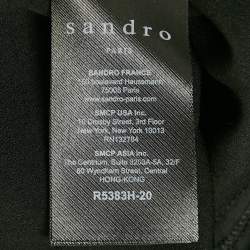 sandro
PARIS
SANDRO FRANCE
150 boulevard Haussmann
75008 Paris
www.sandro-paris.com
SMCP USA Inc.
10 Crosby Street, 3rd Floor
New York, New York 10013
RN132784
SMCP ASIA Inc.
The Centrium, Suite 3203A-5A, 32/F
60 Wyndham Street, Central
HONG-KONG
R5383H-20